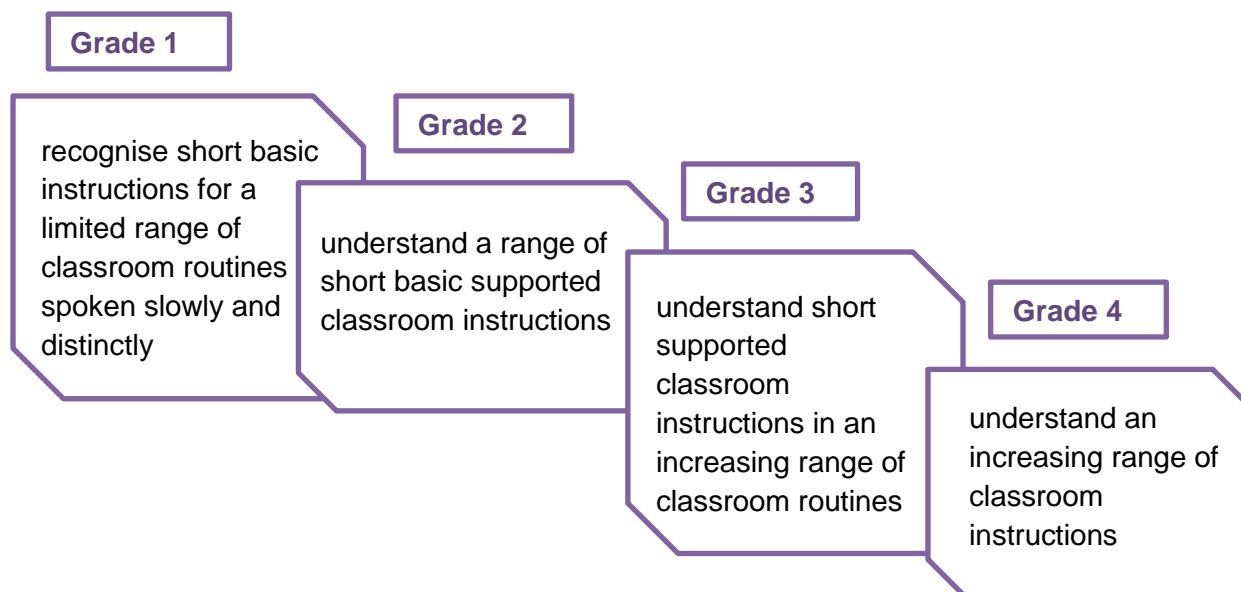 Grade 1
recognise short basic
instructions for a
limited range of
classroom routines
spoken slowly and
distinctly
Grade 2
understand a range of
short basic supported
classroom instructions
Grade 3
understand short
supported
classroom
instructions in an
increasing range of
classroom routines
Grade 4
understand an
increasing range of
classroom
instructions